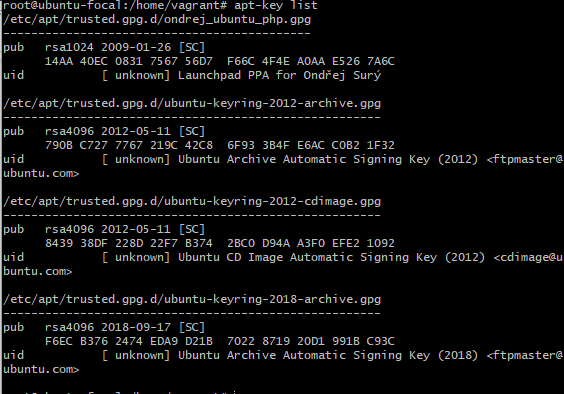 root@ubuntu-focal:/home/vagrant# apt-key list
/etc/apt/trusted.gpg.d/ondrej_ubuntu_php.gpg
--------------------------------------------
pub   rsa1024 2009-01-26 [SC]
      14AA 40EC 0831 7567 56D7  F66C 4F4E A0AA E526 7A6C
uid           [ unknown] Launchpad PPA for Ondřej Surý
/etc/apt/trusted.gpg.d/ubuntu-keyring-2012-archive.gpg
------------------------------------------------------
pub   rsa4096 2012-05-11 [SC]
      790B C727 7767 219C 42C8  6F93 3B4F E6AC C0B2 1F32
uid           [ unknown] Ubuntu Archive Automatic Signing Key (2012) <ftpmaster@
ubuntu.com>
/etc/apt/trusted.gpg.d/ubuntu-keyring-2012-cdimage.gpg
------------------------------------------------------
pub   rsa4096 2012-05-11 [SC]
      8439 38DF 228D 22F7 B374  2BC0 D94A A3F0 EFE2 1092
uid           [ unknown] Ubuntu CD Image Automatic Signing Key (2012) <cdimage@u
buntu.com>
/etc/apt/trusted.gpg.d/ubuntu-keyring-2018-archive.gpg
------------------------------------------------------
pub   rsa4096 2018-09-17 [SC]
      F6EC B376 2474 EDA9 D21B  7022 8719 20D1 991B C93C
uid           [ unknown] Ubuntu Archive Automatic Signing Key (2018) <ftpmaster@
ubuntu.com>